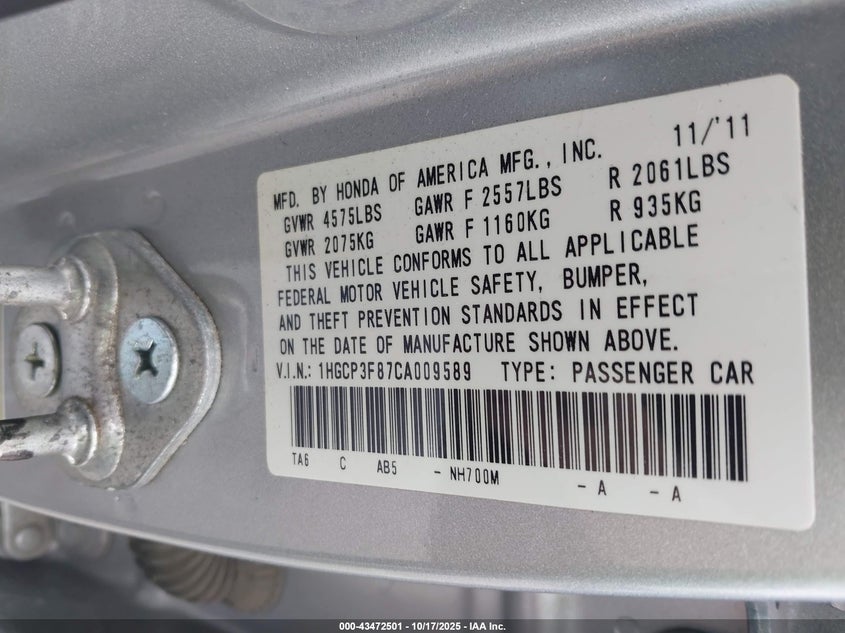 11/'11
MFD. BY HONDA OF AMERICA MFG., INC.
GVWR 4575LBS GAWR F 2557LBS R 2061LBS
GVWR 2075KG GAWR F 1160KG R 935KG
THIS VEHICLE CONFORMS TO ALL APPLICABLE
FEDERAL MOTOR VEHICLE SAFETY, BUMPER,
AND THEFT PREVENTION STANDARDS IN EFFECT
ON THE DATE OF MANUFACTURE SHOWN ABOVE.
V.I.N.: 1HGCP3F87CA009589 TYPE: PASSENGER CAR
TA6 C AB5 - NH700M - A - A
000-43472501 | 10/17/2025 - IAA Inc.